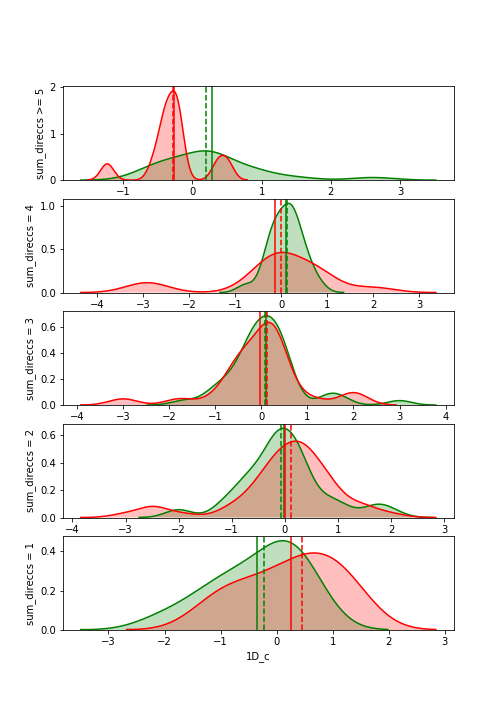 sum_direccs >= 5
2
1
0
−1 0 1 2 3
sum_direccs = 4
1.0
0.5
0.0
−4 −3 −2 −1 0 1 2 3
sum_direccs = 3
0.6
0.4
0.2
0.0
−4 −3 −2 −1 0 1 2 3 4
sum_direccs = 2
0.6
0.4
0.2
0.0
−4 −3 −2 −1 0 1 2 3
sum_direccs = 1
0.4
0.2
0.0
−3 −2 −1 0 1 2 3
1D_c